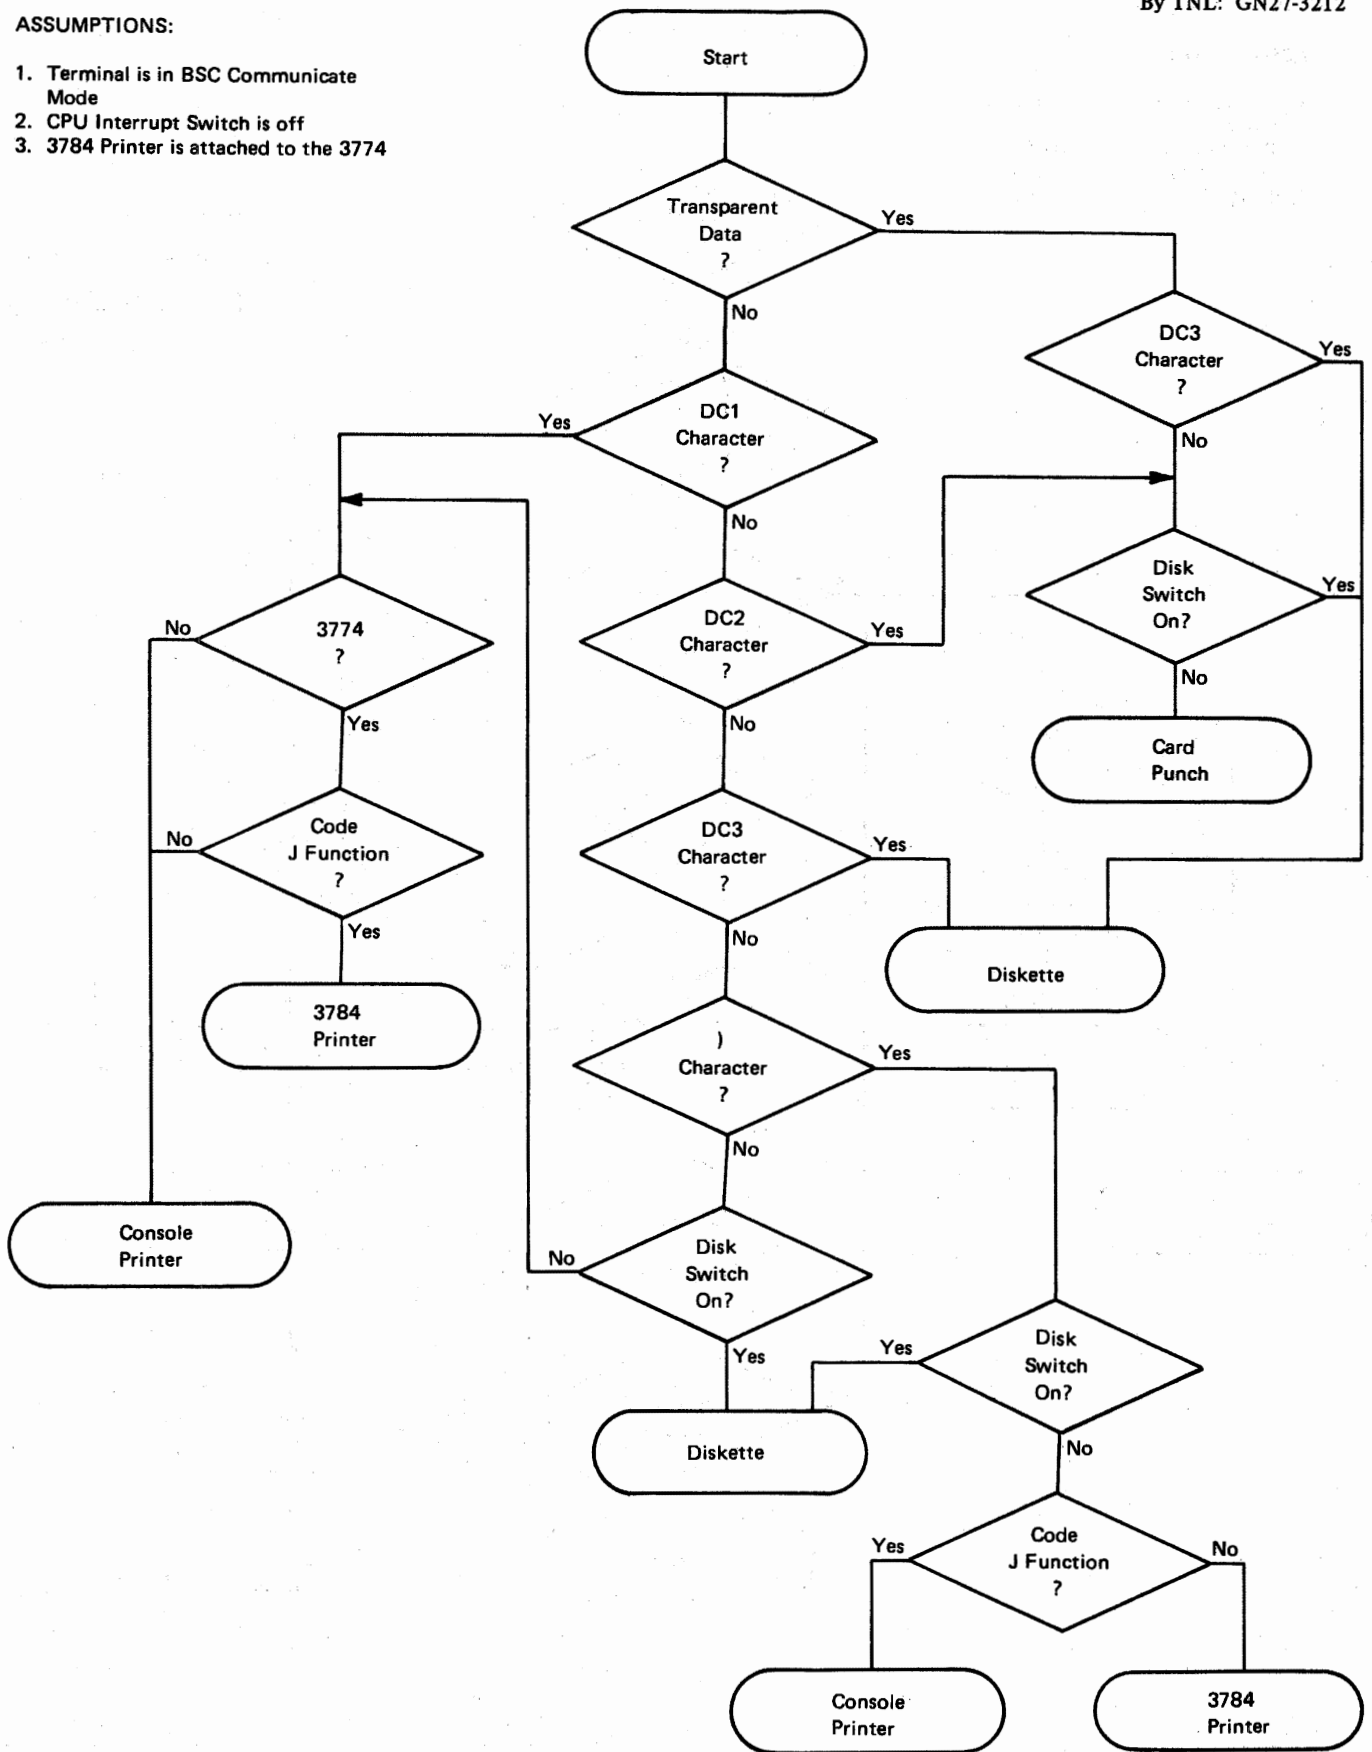 By TNL: GN27-3212
ASSUMPTIONS:
1. Terminal is in BSC Communicate
Mode
2. CPU Interrupt Switch is off
3. 3784 Printer is attached to the 3774
Start
Transparent
Data
?
Yes
No
DC3
Character
?
Yes
No
DC1
Character
?
Yes
No
Disk
Switch
On?
Yes
No
DC2
Character
?
Yes
No
3774
?
No
Yes
Card
Punch
Code
J Function
?
No
Yes
DC3
Character
?
Yes
No
Diskette
3784
Printer
)
Character
?
Yes
No
Console
Printer
Disk
Switch
On?
No
Yes
Disk
Switch
On?
Yes
No
Diskette
Code
J Function
?
Yes
No
Console
Printer
3784
Printer